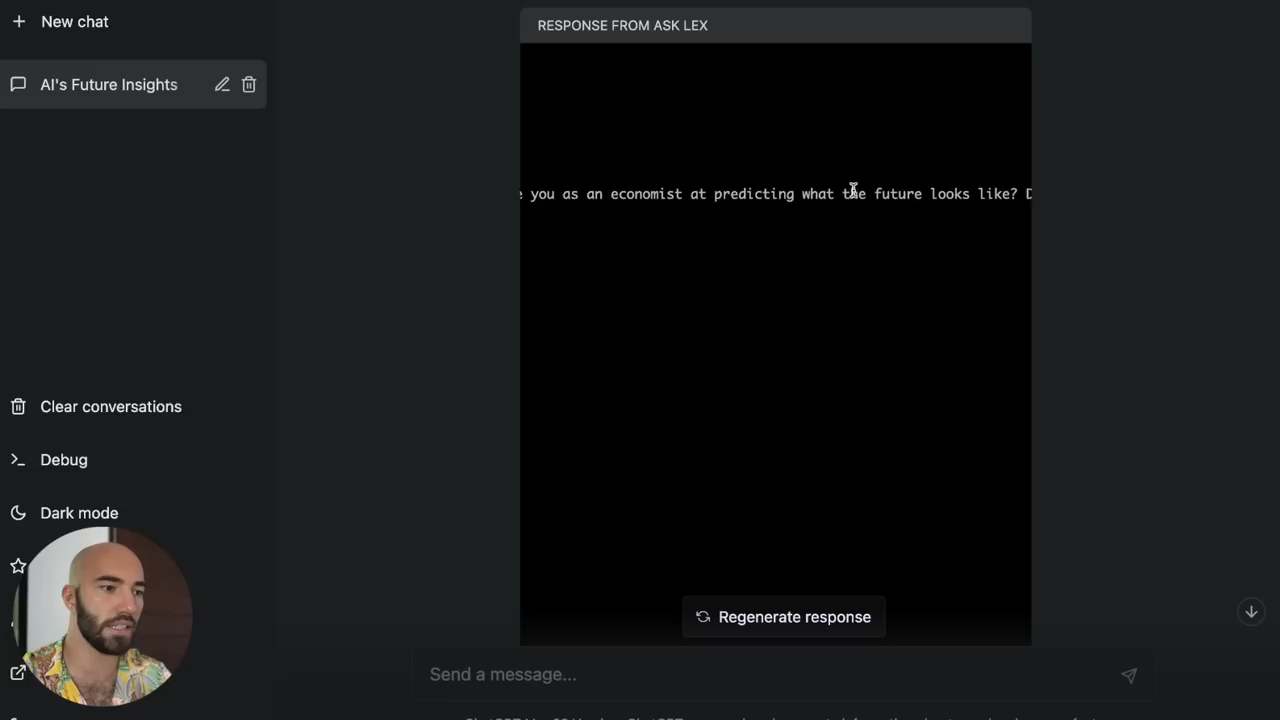 New chat
RESPONSE FROM ASK LEX
AI's Future Insights
you as an economist at predicting what the future looks like?
Clear conversations
Debug
Dark mode
Regenerate response
Send a message...